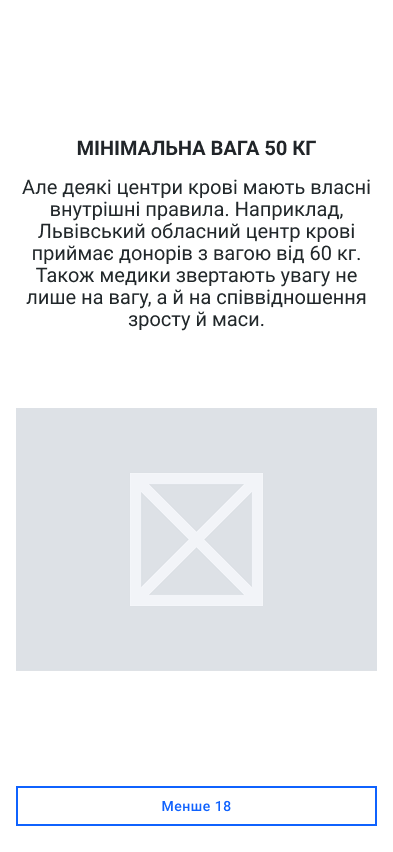 МІНІМАЛЬНА ВАГА 50 КГ
Але деякі центри крові мають власні
внутрішні правила. Наприклад,
Львівський обласний центр крові
приймає донорів з вагою від 60 кг.
Також медики звертають увагу не
лише на вагу, а й на співвідношення
зросту й маси.
Менше 18